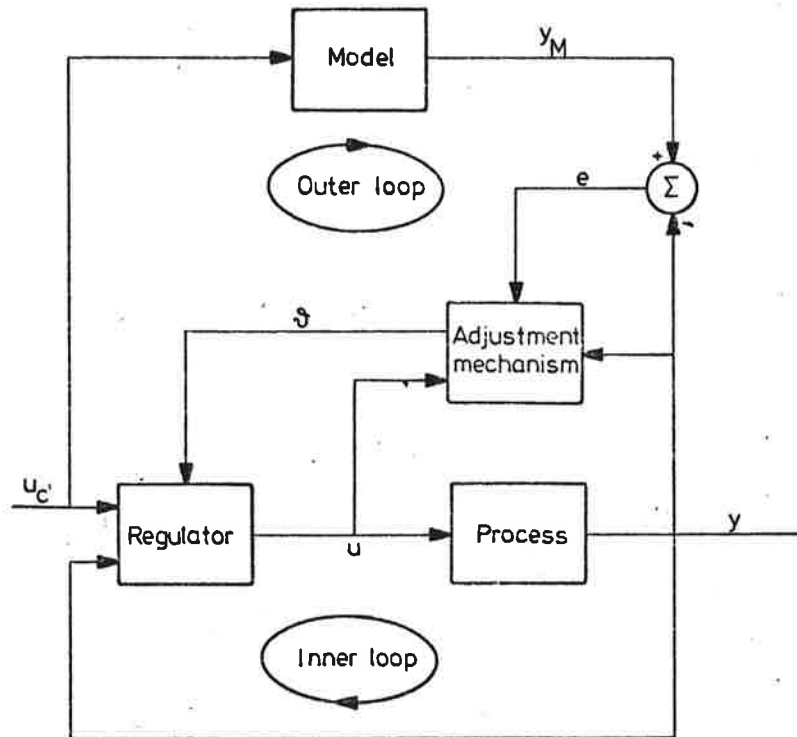 Model
y_M
Outer loop
+
Σ
e
-
ϑ
Adjustment
mechanism
u_c
Regulator
u
Process
y
Inner loop